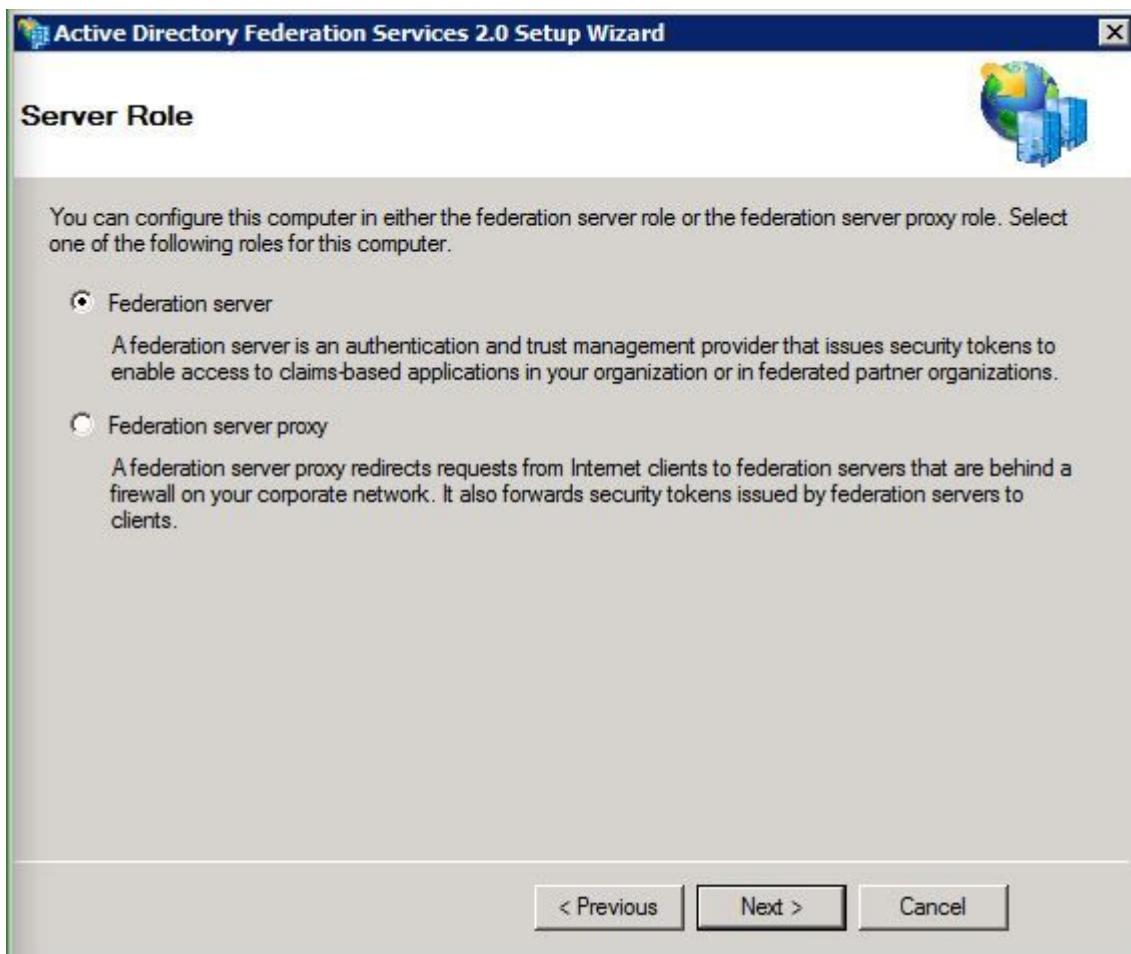 Active Directory Federation Services 2.0 Setup Wizard
Server Role
You can configure this computer in either the federation server role or the federation server proxy role. Select
one of the following roles for this computer.
Federation server
A federation server is an authentication and trust management provider that issues security tokens to
enable access to claims-based applications in your organization or in federated partner organizations.
Federation server proxy
A federation server proxy redirects requests from Internet clients to federation servers that are behind a
firewall on your corporate network. It also forwards security tokens issued by federation servers to
clients.
< Previous Next > Cancel